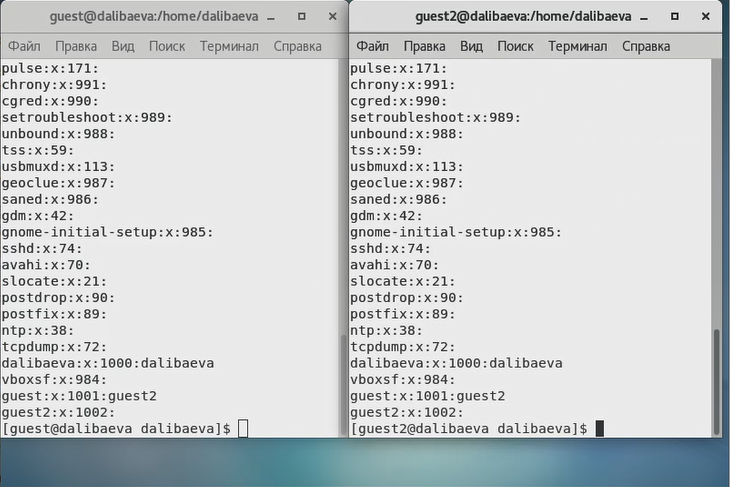 guest@dalibaeva:/home/dalibaeva
Файл Правка Вид Поиск Терминал Справка
pulse:x:171:
chrony:x:991:
cgred:x:990:
setroubleshoot:x:989:
unbound:x:988:
tss:x:59:
usbmuxd:x:113:
geoclue:x:987:
saned:x:986:
gdm:x:42:
gnome-initial-setup:x:985:
sshd:x:74:
avahi:x:70:
slocate:x:21:
postdrop:x:90:
postfix:x:89:
ntp:x:38:
tcpdump:x:72:
dalibaeva:x:1000:dalibaeva
vboxsf:x:984:
guest:x:1001:guest2
guest2:x:1002:
[guest@dalibaeva dalibaeva]$
guest2@dalibaeva:/home/dalibaeva
Файл Правка Вид Поиск Терминал Справка
pulse:x:171:
chrony:x:991:
cgred:x:990:
setroubleshoot:x:989:
unbound:x:988:
tss:x:59:
usbmuxd:x:113:
geoclue:x:987:
saned:x:986:
gdm:x:42:
gnome-initial-setup:x:985:
sshd:x:74:
avahi:x:70:
slocate:x:21:
postdrop:x:90:
postfix:x:89:
ntp:x:38:
tcpdump:x:72:
dalibaeva:x:1000:dalibaeva
vboxsf:x:984:
guest:x:1001:guest2
guest2:x:1002:
[guest2@dalibaeva dalibaeva]$